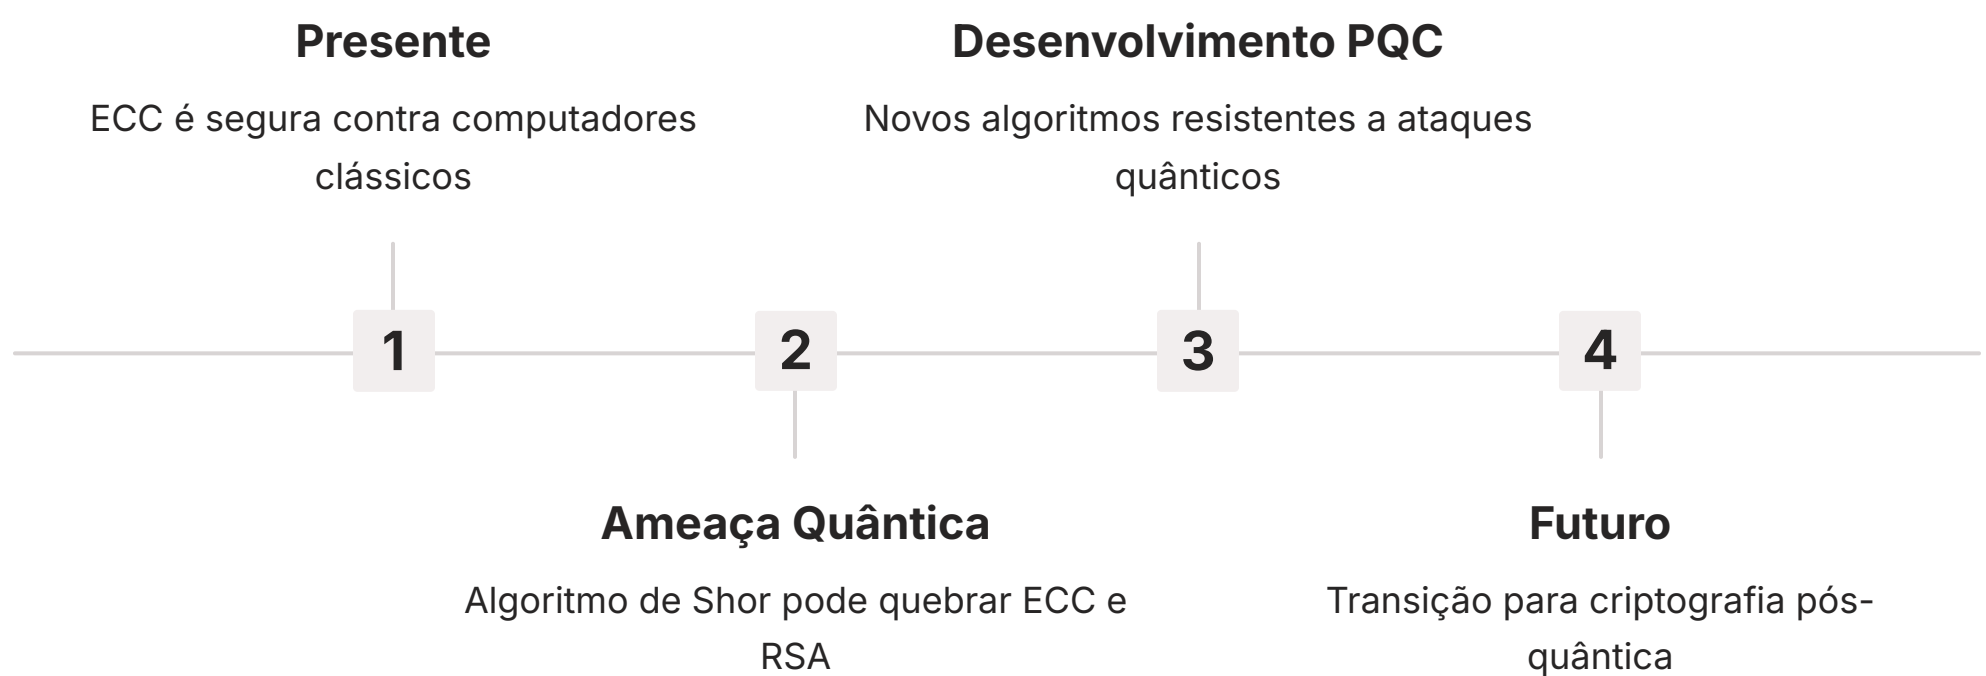 Presente
ECC é segura contra computadores
clássicos
Desenvolvimento PQC
Novos algoritmos resistentes a ataques
quânticos
1
2
3
4
Ameaça Quântica
Algoritmo de Shor pode quebrar ECC e
RSA
Futuro
Transição para criptografia pós-
quântica